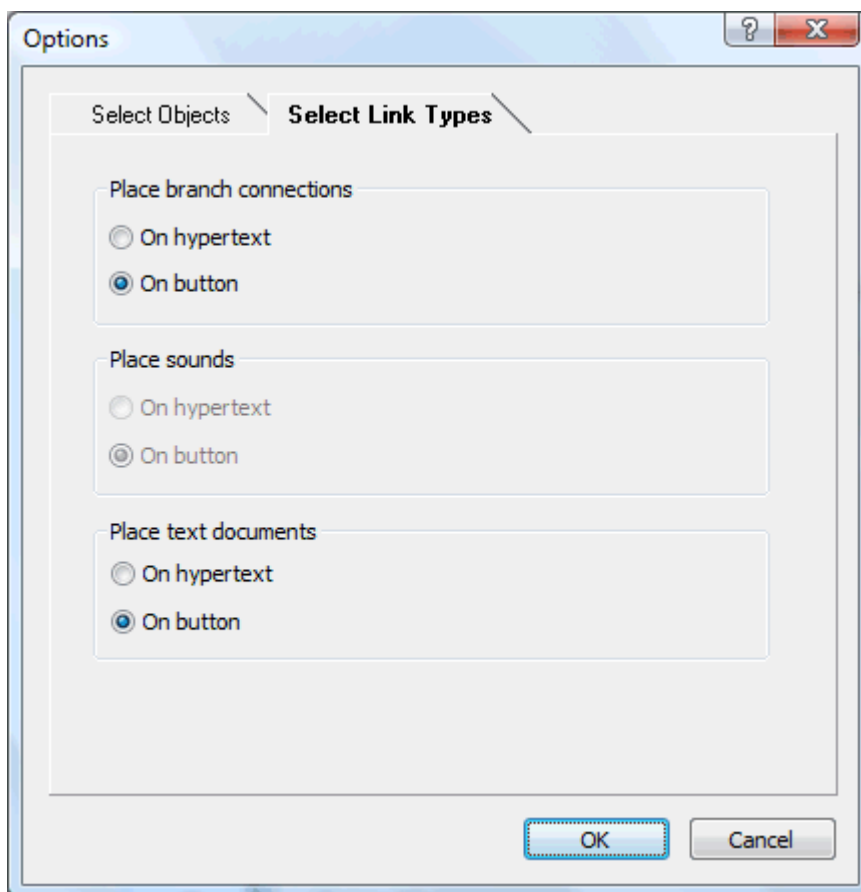 Options
Select Objects Select Link Types
Place branch connections
On hypertext
On button
Place sounds
On hypertext
On button
Place text documents
On hypertext
On button
OK Cancel